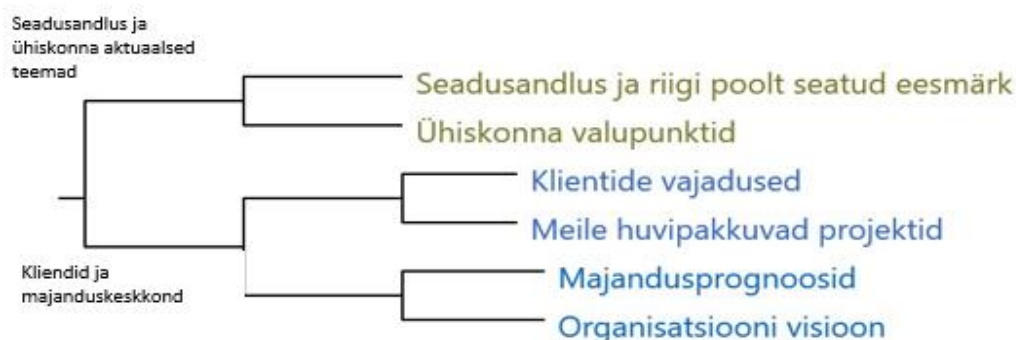 Seadusandlus ja
ühiskonna aktuaalsed
teemad
Seadusandlus ja riigi poolt seatud eesmärk
Ühiskonna valupunktid
Klientide vajadused
Meile huvipakkuvad projektid
Kliendid ja
majanduskeskkond
Majandusprognoosid
Organisatsiooni visioon